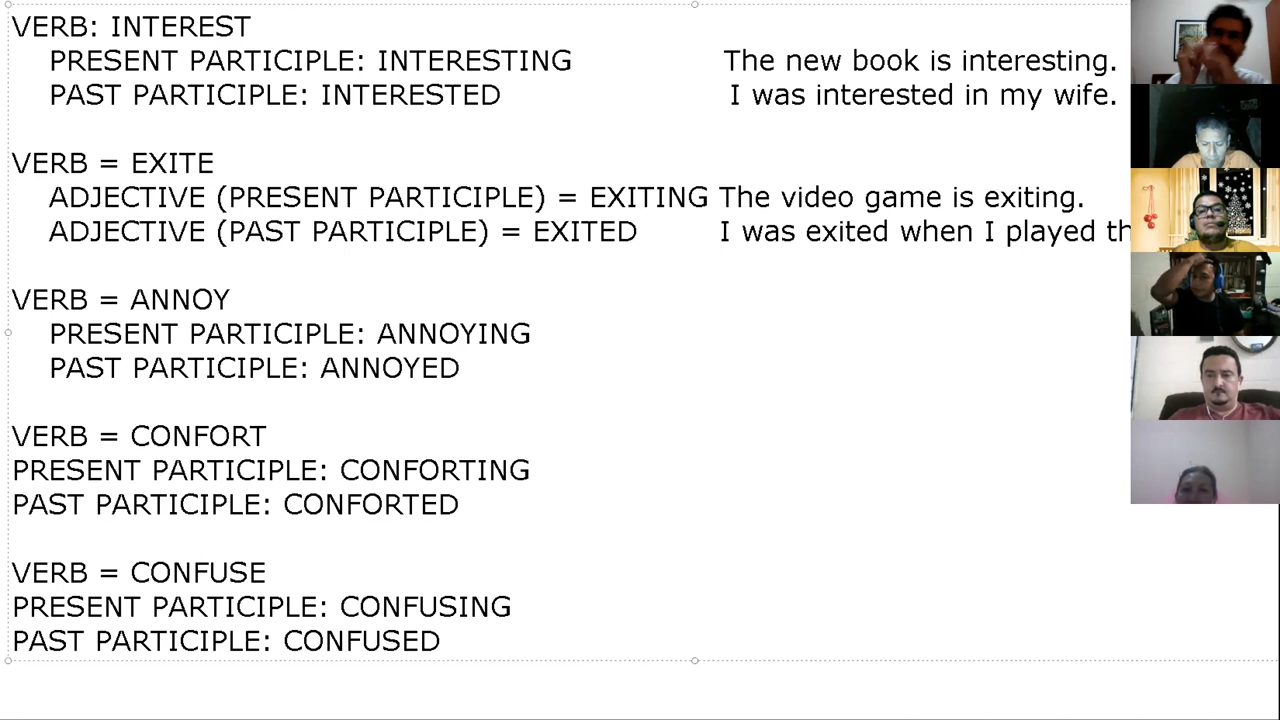 VERB: INTEREST
PRESENT PARTICIPLE: INTERESTING The new book is interesting.
PAST PARTICIPLE: INTERESTED I was interested in my wife.
VERB = EXITE
ADJECTIVE (PRESENT PARTICIPLE) = EXITING The video game is exiting.
ADJECTIVE (PAST PARTICIPLE) = EXITED I was exited when I played th
VERB = ANNOY
PRESENT PARTICIPLE: ANNOYING
PAST PARTICIPLE: ANNOYED
VERB = CONFORT
PRESENT PARTICIPLE: CONFORTING
PAST PARTICIPLE: CONFORTED
VERB = CONFUSE
PRESENT PARTICIPLE: CONFUSING
PAST PARTICIPLE: CONFUSED